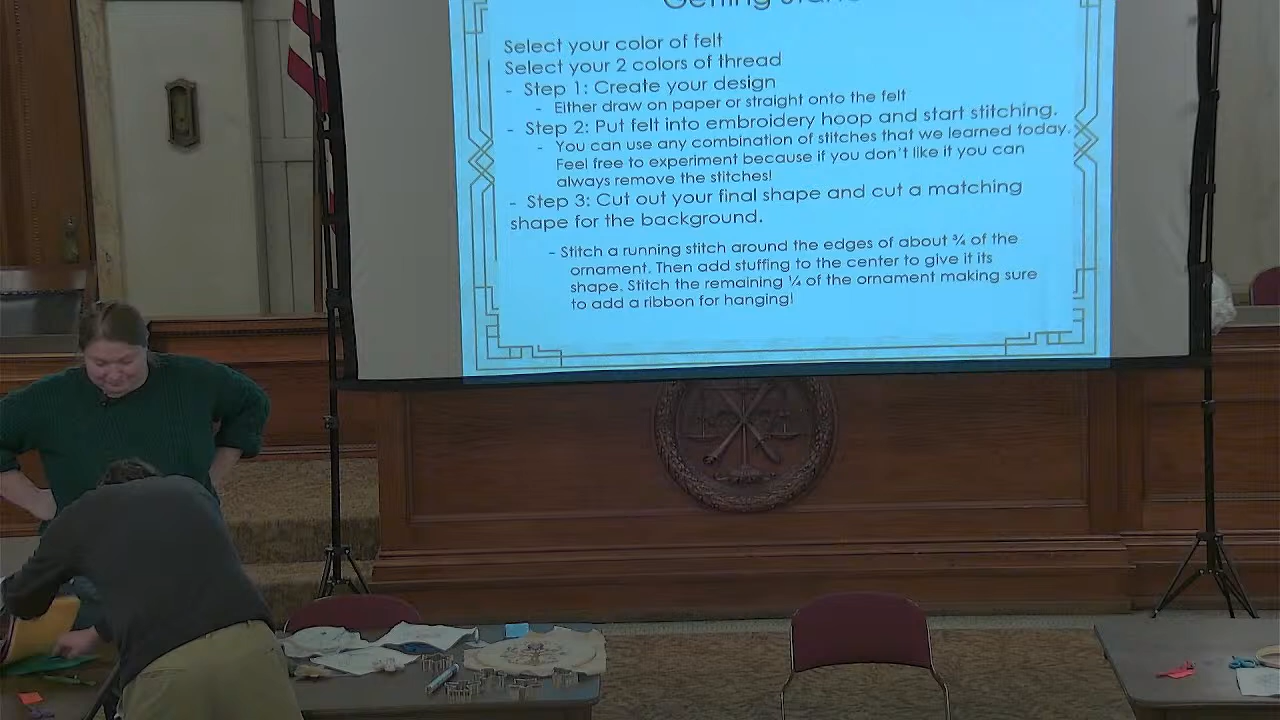 Getting
Select your color of felt
Select your 2 colors of thread
- Step 1: Create your design
- Either draw on paper or straight onto the felt
- Step 2: Put felt into embroidery hoop and start stitching.
- You can use any combination of stitches that we learned today.
Feel free to experiment because if you don't like it you can
always remove the stitches!
- Step 3: Cut out your final shape and cut a matching
shape for the background.
- Stitch a running stitch around the edges of about ¾ of the
ornament. Then add stuffing to the center to give it its
shape. Stitch the remaining ¼ of the ornament making sure
to add a ribbon for hanging!